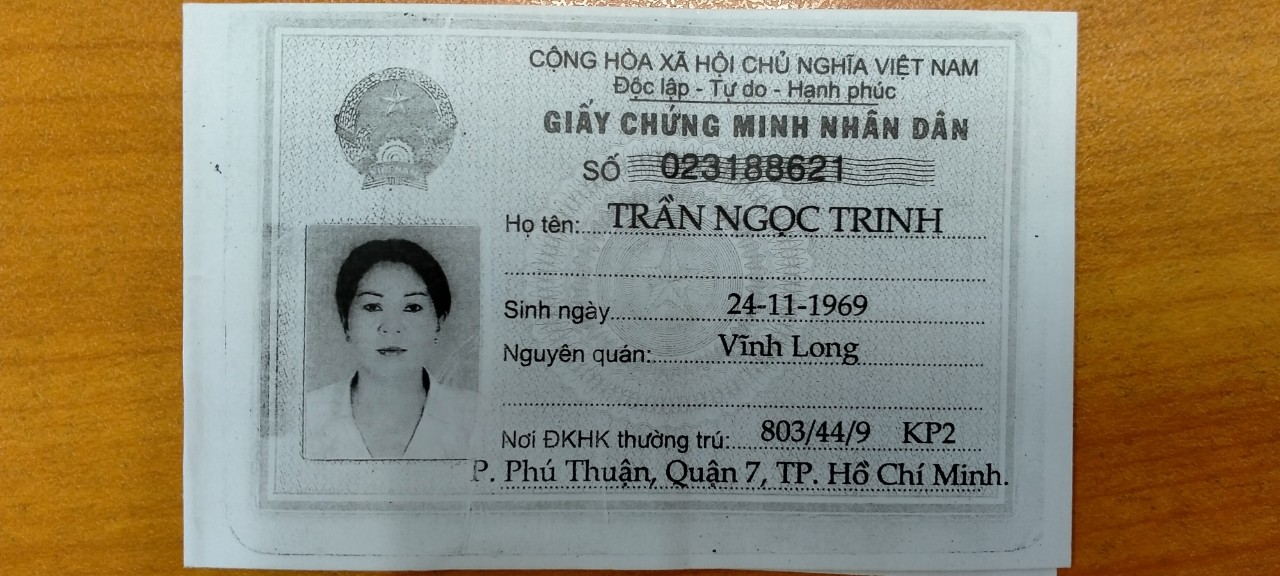 CỘNG HÒA XÃ HỘI CHỦ NGHĨA VIỆT NAM
Độc lập - Tự do - Hạnh phúc
GIẤY CHỨNG MINH NHÂN DÂN
SỐ 023188621
Họ tên: TRẦN NGỌC TRINH
Sinh ngày 24-11-1969
Nguyên quán: Vĩnh Long
Nơi ĐKHK thường trú: 803/44/9 KP2
P. Phú Thuận, Quận 7, TP. Hồ Chí Minh.